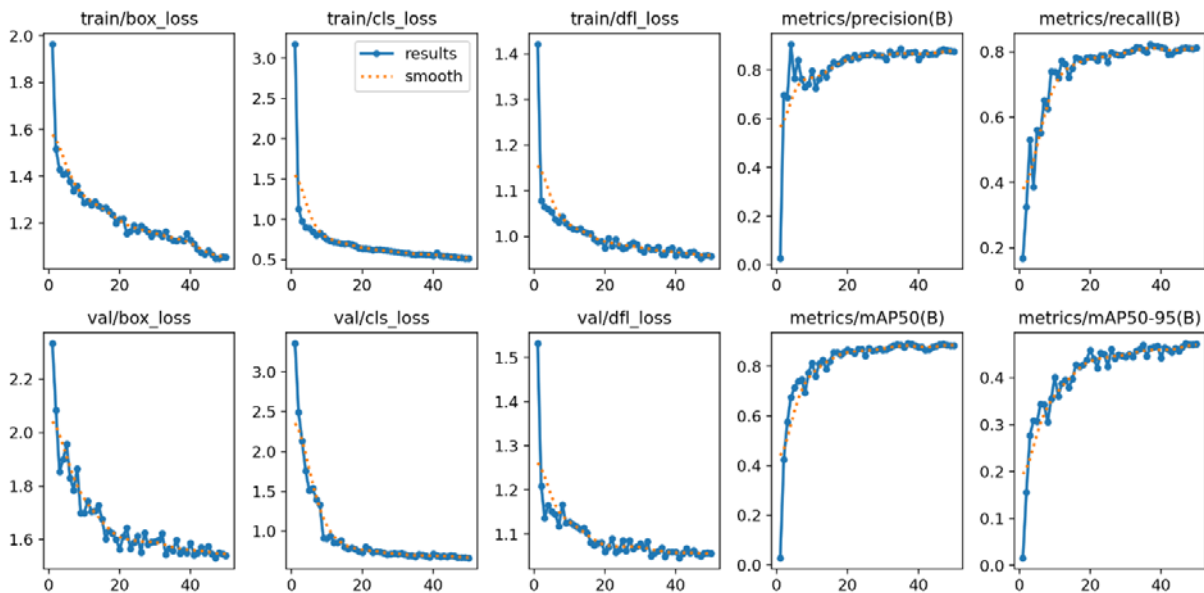 train/box_loss
train/cls_loss
train/dfl_loss
metrics/precision(B)
metrics/recall(B)
2.0
1.8
1.6
1.4
1.2
0 20 40
3.0
2.5
2.0
1.5
1.0
0.5
0 20 40
results
smooth
1.4
1.3
1.2
1.1
1.0
0 20 40
0.8
0.6
0.4
0.2
0.0
0 20 40
0.8
0.6
0.4
0.2
0 20 40
val/box_loss
val/cls_loss
val/dfl_loss
metrics/mAP50(B)
metrics/mAP50-95(B)
2.2
2.0
1.8
1.6
0 20 40
3.0
2.5
2.0
1.5
1.0
0 20 40
1.5
1.4
1.3
1.2
1.1
0 20 40
0.8
0.6
0.4
0.2
0.0
0 20 40
0.4
0.3
0.2
0.1
0.0
0 20 40